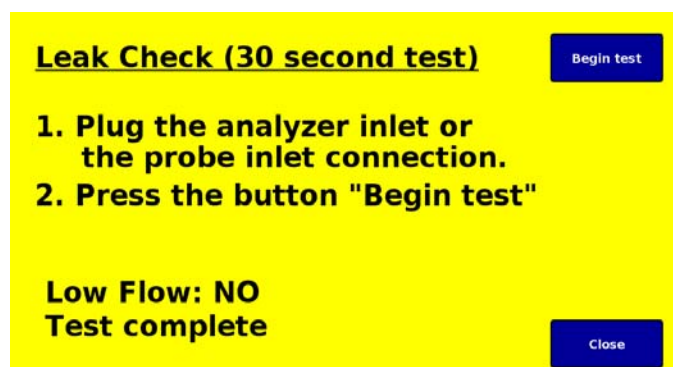 Leak Check (30 second test)
Begin test
1. Plug the analyzer inlet or
the probe inlet connection.
2. Press the button "Begin test"
Low Flow: NO
Test complete
Close